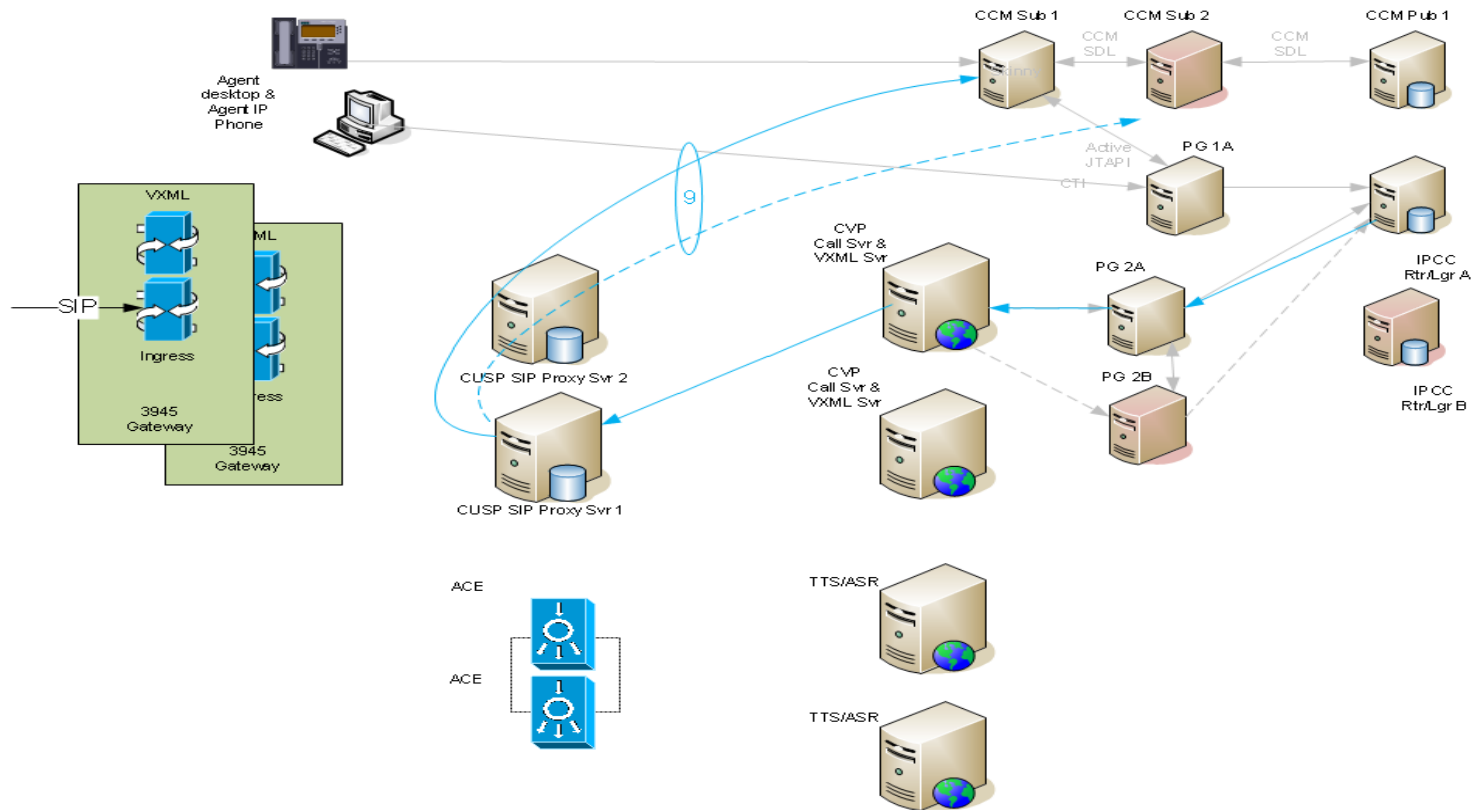 CCM Sub 1
CCM Sub 2
CCM Pub 1
CCM
SDL
CCM
SDL
Agent
desktop &
Agent IP
Phone
Active
JTAPI
PG 1A
CTI
9
VXML
SIP
Ingress
3945
Gateway
3945
Gateway
CVP
Call Svr &
VXML Svr
PG 2A
IPCC
Rtr/Lgr A
CUSP SIP Proxy Svr 2
CVP
Call Svr &
VXML Svr
PG 2B
IPCC
Rtr/Lgr B
CUSP SIP Proxy Svr 1
ACE
ACE
TTS/ASR
TTS/ASR